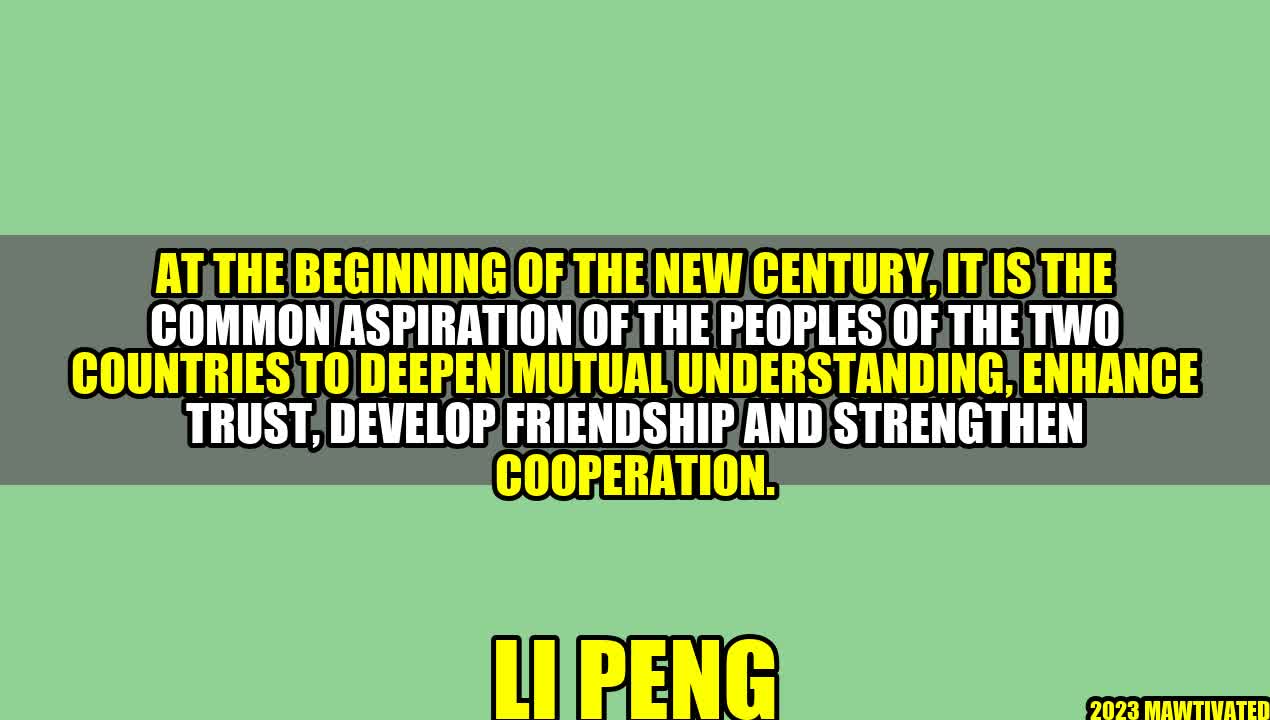 AT THE BEGINNING OF THE NEW CENTURY, IT IS THE
COMMON ASPIRATION OF THE PEOPLES OF THE TWO
COUNTRIES TO DEEPEN MUTUAL UNDERSTANDING, ENHANCE
TRUST, DEVELOP FRIENDSHIP AND STRENGTHEN
COOPERATION.
LI PENG
2023 MAWTIVATED